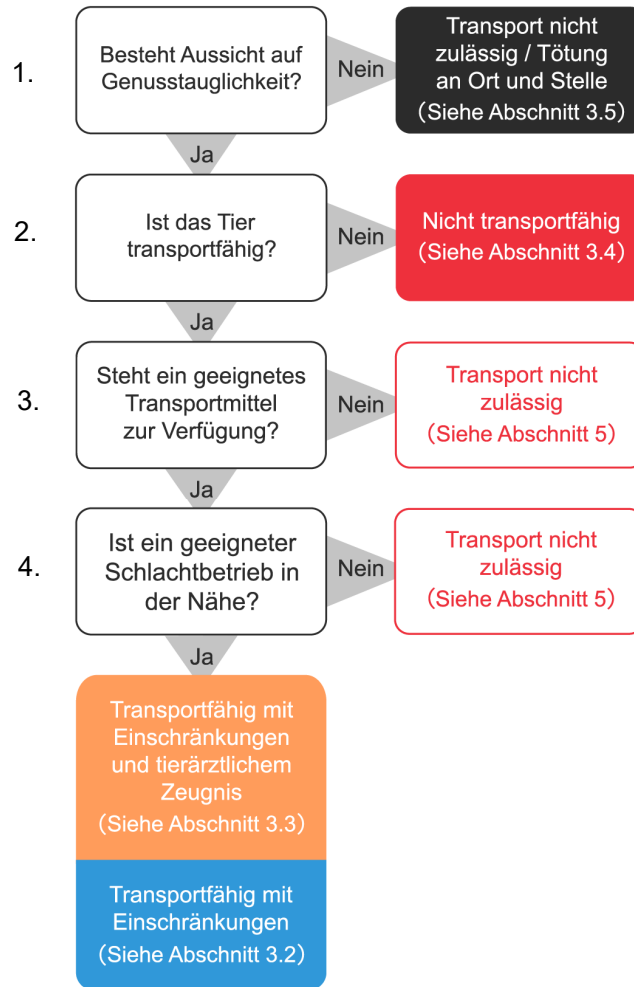 1.
Besteht Aussicht auf
Genusstauglichkeit?
Nein
Transport nicht
zulässig / Tötung
an Ort und Stelle
(Siehe Abschnitt 3.5)
Ja
2.
Ist das Tier
transportfähig?
Nein
Nicht transportfähig
(Siehe Abschnitt 3.4)
Ja
3.
Steht ein geeignetes
Transportmittel
zur Verfügung?
Nein
Transport nicht
zulässig
(Siehe Abschnitt 5)
Ja
4.
Ist ein geeigneter
Schlachtbetrieb in
der Nähe?
Nein
Transport nicht
zulässig
(Siehe Abschnitt 5)
Ja
Transportfähig mit
Einschränkungen
und tierärztlichem
Zeugnis
(Siehe Abschnitt 3.3)
Transportfähig mit
Einschränkungen
(Siehe Abschnitt 3.2)